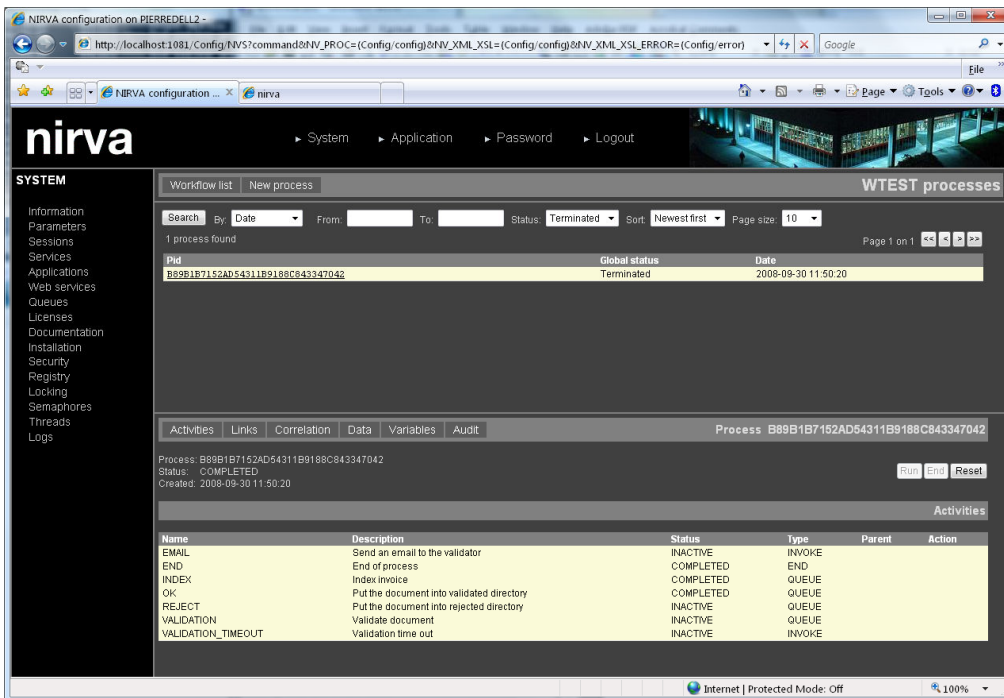 NIRVA configuration on PIERREDELL2 -
http://localhost:1081/Config/NVS?command&NV_PROC=(Config/config)&NV_XML_XSL=(Config/config)&NV_XML_XSL_ERROR=(Config/error)
Google
File
NIRVA configuration ... nirva
Page Tools
nirva
System Application Password Logout
SYSTEM
Workflow list New process
WTEST processes
Information
Parameters
Sessions
Services
Applications
Web services
Queues
Licenses
Documentation
Installation
Security
Registry
Locking
Semaphores
Threads
Logs
Search By: Date From: To: Status: Terminated Sort: Newest first Page size: 10
1 process found
Page 1 on 1 << < > >>
Pid Global status Date
B89B1B7152AD54311B9188C843347042 Terminated 2008-09-30 11:50:20
Activities Links Correlation Data Variables Audit
Process B89B1B7152AD54311B9188C843347042
Process: B89B1B7152AD54311B9188C843347042
Status: COMPLETED
Created: 2008-09-30 11:50:20
Run End Reset
Activities
Name Description Status Type Parent Action
EMAIL Send an email to the validator INACTIVE INVOKE
END End of process COMPLETED END
INDEX Index invoice COMPLETED QUEUE
OK Put the document into validated directory COMPLETED QUEUE
REJECT Put the document into rejected directory INACTIVE QUEUE
VALIDATION Validate document INACTIVE QUEUE
VALIDATION_TIMEOUT Validation time out INACTIVE INVOKE
Internet | Protected Mode: Off
100%